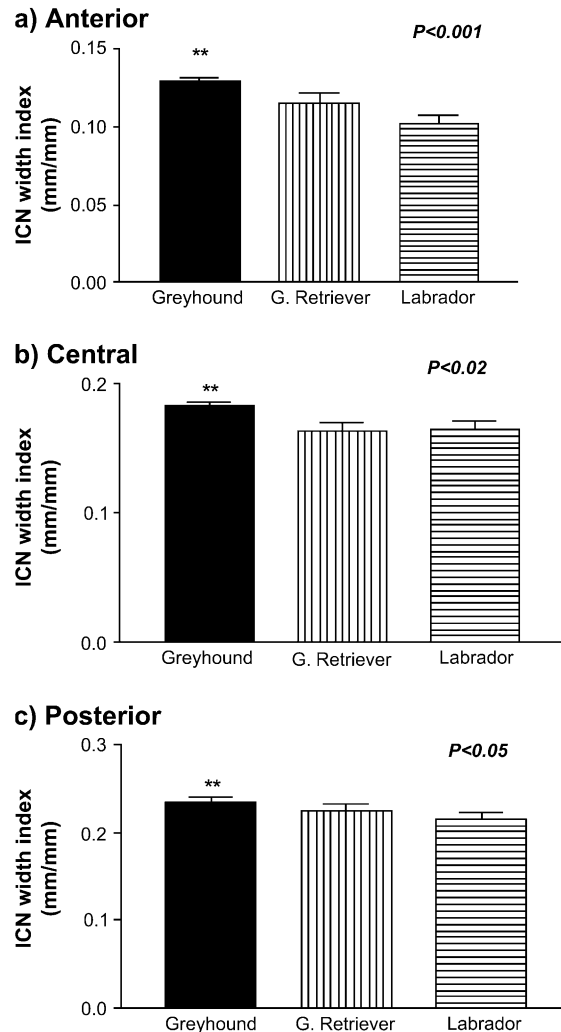 a) Anterior
P<0.001
**
0.15
0.10
0.05
0.00
ICN width index
(mm/mm)
Greyhound G. Retriever Labrador
b) Central
P<0.02
**
0.2
0.1
0.0
ICN width index
(mm/mm)
Greyhound G. Retriever Labrador
c) Posterior
P<0.05
**
0.3
0.2
0.1
0.0
ICN width index
(mm/mm)
Greyhound G. Retriever Labrador